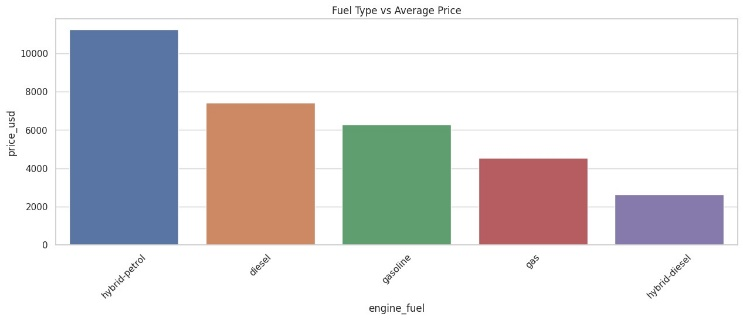 Fuel Type vs Average Price
price_usd
10000
8000
6000
4000
2000
0
hybrid-petrol
diesel
gasoline
gas
hybrid-diesel
engine_fuel